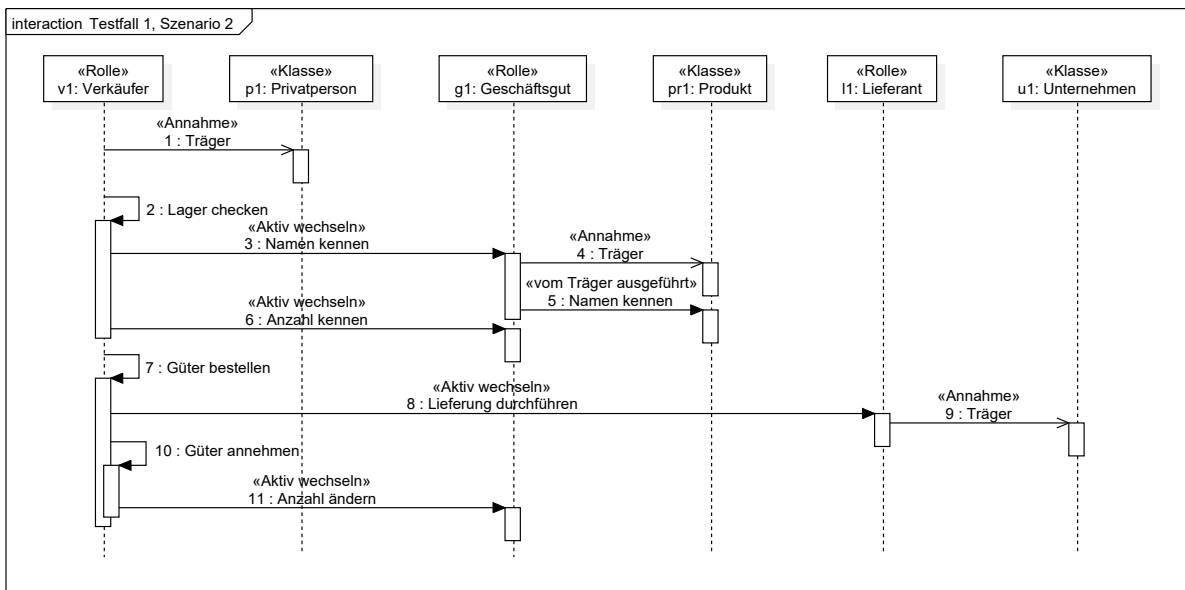 interaction Testfall 1, Szenario 2
«Rolle»
v1: Verkäufer
«Klasse»
p1: Privatperson
«Rolle»
g1: Geschäftsgut
«Klasse»
pr1: Produkt
«Rolle»
l1: Lieferant
«Klasse»
u1: Unternehmen
«Annahme»
1 : Träger
2 : Lager checken
«Aktiv wechseln»
3 : Namen kennen
«Annahme»
4 : Träger
«vom Träger ausgeführt»
5 : Namen kennen
«Aktiv wechseln»
6 : Anzahl kennen
7 : Güter bestellen
«Aktiv wechseln»
8 : Lieferung durchführen
«Annahme»
9 : Träger
10 : Güter annehmen
«Aktiv wechseln»
11 : Anzahl ändern